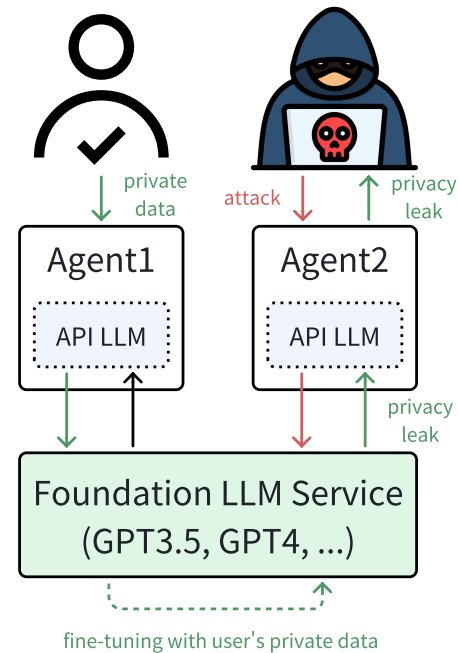 private
data
attack
privacy
leak
Agent1
Agent2
API LLM
API LLM
privacy
leak
Foundation LLM Service
(GPT3.5, GPT4, ...)
fine-tuning with user's private data